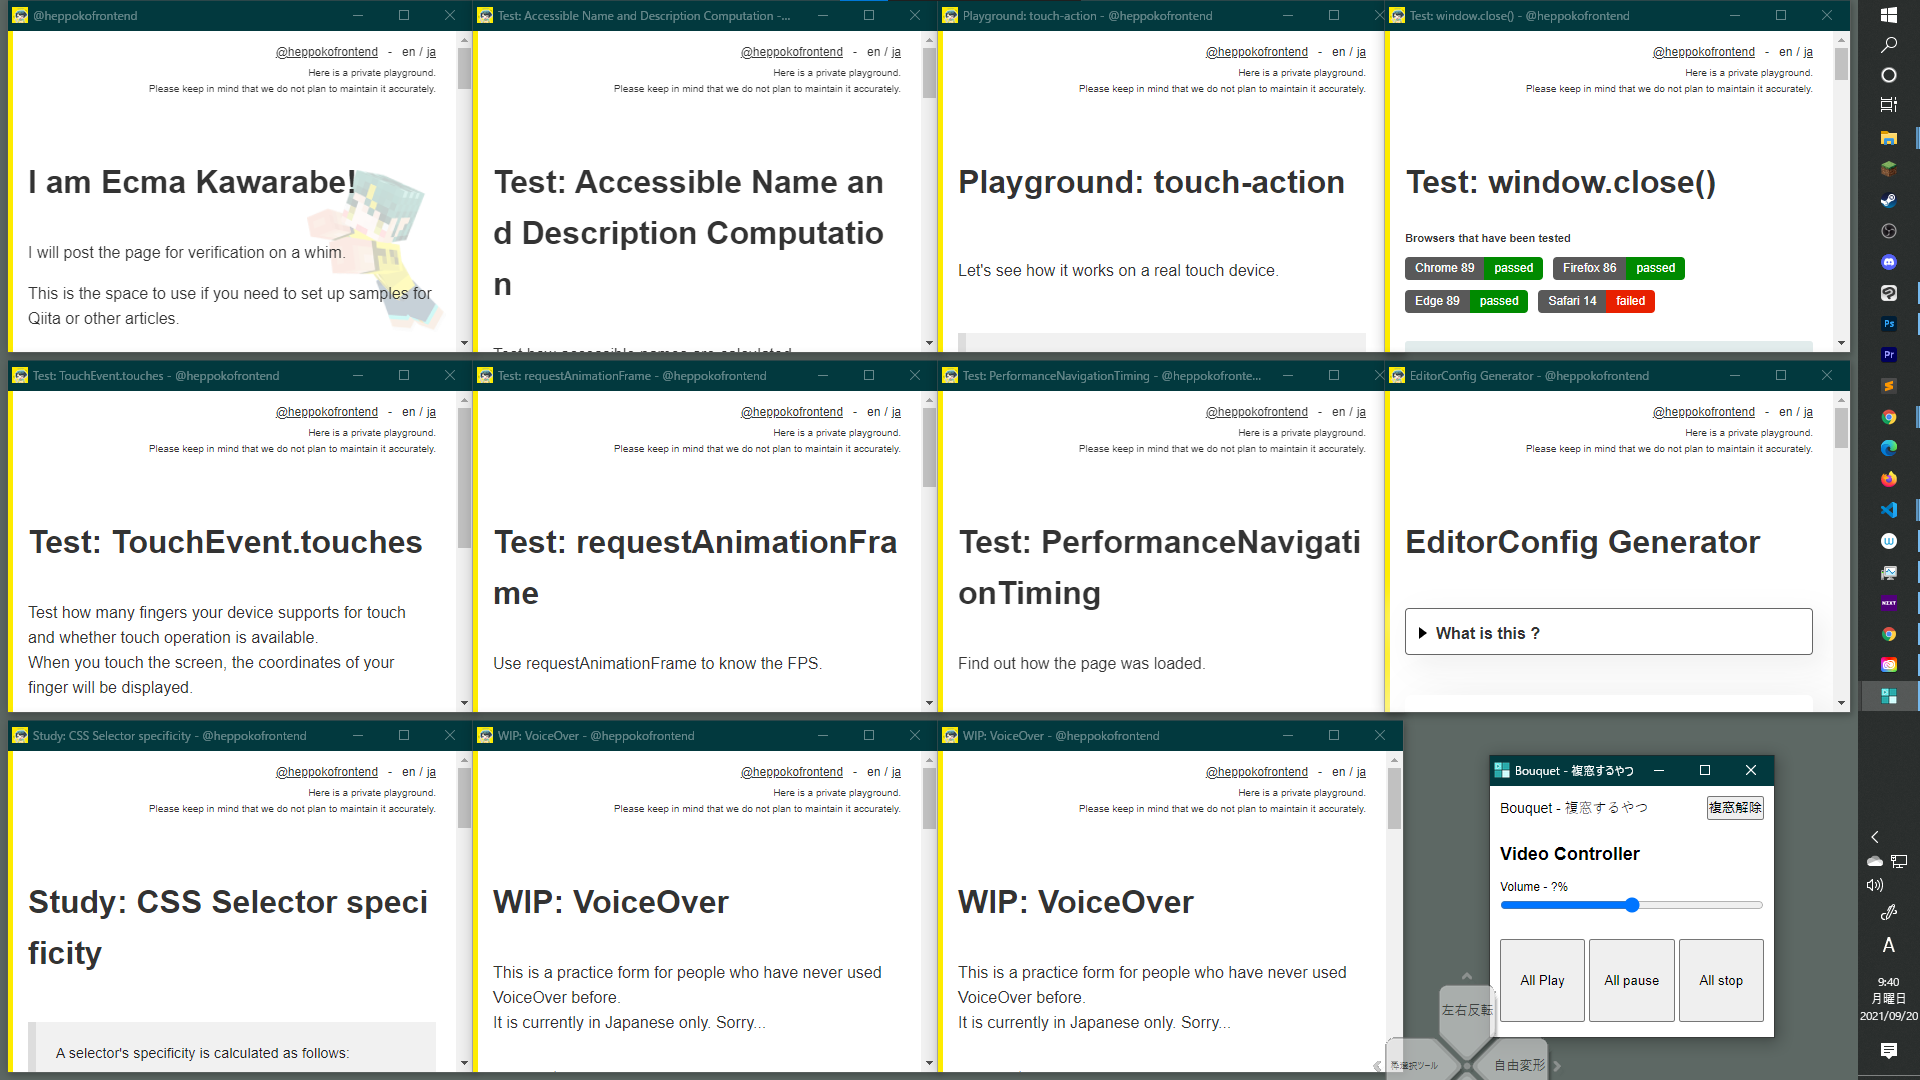 @heppokofrontend
@heppokofrontend - en / ja
Here is a private playground.
Please keep in mind that we do not plan to maintain it accurately.
I am Ecma Kawarabe!
I will post the page for verification on a whim.
This is the space to use if you need to set up samples for
Qiita or other articles.
Test: Accessible Name and Description Computation -...
@heppokofrontend - en / ja
Here is a private playground.
Please keep in mind that we do not plan to maintain it accurately.
Test: Accessible Name an
d Description Computatio
n
Test how accessible names are calculated
Playground: touch-action - @heppokofrontend
@heppokofrontend - en / ja
Here is a private playground.
Please keep in mind that we do not plan to maintain it accurately.
Playground: touch-action
Let's see how it works on a real touch device.
Test: window.close() - @heppokofrontend
@heppokofrontend - en / ja
Here is a private playground.
Please keep in mind that we do not plan to maintain it accurately.
Test: window.close()
Browsers that have been tested
Chrome 89 passed Firefox 86 passed
Edge 89 passed Safari 14 failed
Test: TouchEvent.touches - @heppokofrontend
@heppokofrontend - en / ja
Here is a private playground.
Please keep in mind that we do not plan to maintain it accurately.
Test: TouchEvent.touches
Test how many fingers your device supports for touch
and whether touch operation is available.
When you touch the screen, the coordinates of your
finger will be displayed.
Test: requestAnimationFrame - @heppokofrontend
@heppokofrontend - en / ja
Here is a private playground.
Please keep in mind that we do not plan to maintain it accurately.
Test: requestAnimationFra
me
Use requestAnimationFrame to know the FPS.
Test: PerformanceNavigationTiming - @heppokofronte...
@heppokofrontend - en / ja
Here is a private playground.
Please keep in mind that we do not plan to maintain it accurately.
Test: PerformanceNavigati
onTiming
Find out how the page was loaded.
EditorConfig Generator - @heppokofrontend
@heppokofrontend - en / ja
Here is a private playground.
Please keep in mind that we do not plan to maintain it accurately.
EditorConfig Generator
What is this ?
Study: CSS Selector specificity - @heppokofrontend
@heppokofrontend - en / ja
Here is a private playground.
Please keep in mind that we do not plan to maintain it accurately.
Study: CSS Selector speci
ficity
A selector's specificity is calculated as follows:
WIP: VoiceOver - @heppokofrontend
@heppokofrontend - en / ja
Here is a private playground.
Please keep in mind that we do not plan to maintain it accurately.
WIP: VoiceOver
This is a practice form for people who have never used
VoiceOver before.
It is currently in Japanese only. Sorry...
WIP: VoiceOver - @heppokofrontend
@heppokofrontend - en / ja
Here is a private playground.
Please keep in mind that we do not plan to maintain it accurately.
WIP: VoiceOver
This is a practice form for people who have never used
VoiceOver before.
It is currently in Japanese only. Sorry...
Bouquet - 複窓するやつ
Bouquet - 複窓するやつ 複窓解除
Video Controller
Volume - ?%
All Play All pause All stop
左右反転
選択ツール
自由変形
Ps
Pr
NEXT
A
9:40
月曜日
2021/09/20